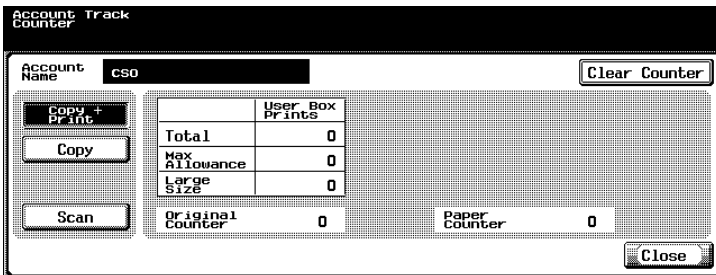 Account Track
Counter
Account
Name
cso
Clear Counter
Copy +
Print
Copy
Scan
User Box
Prints
Total 0
Max
Allowance 0
Large
Size 0
Original
Counter 0
Paper
Counter 0
Close